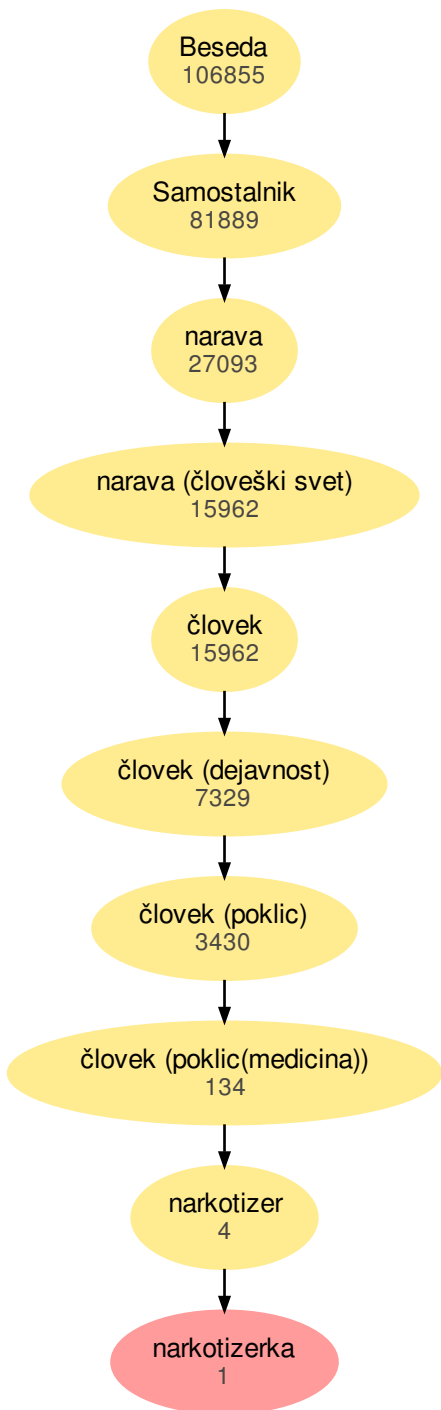 Beseda
106855
Samostalnik
81889
narava
27093
narava (človeški svet)
15962
človek
15962
človek (dejavnost)
7329
človek (poklic)
3430
človek (poklic(medicina))
134
narkotizer
4
narkotizerka
1